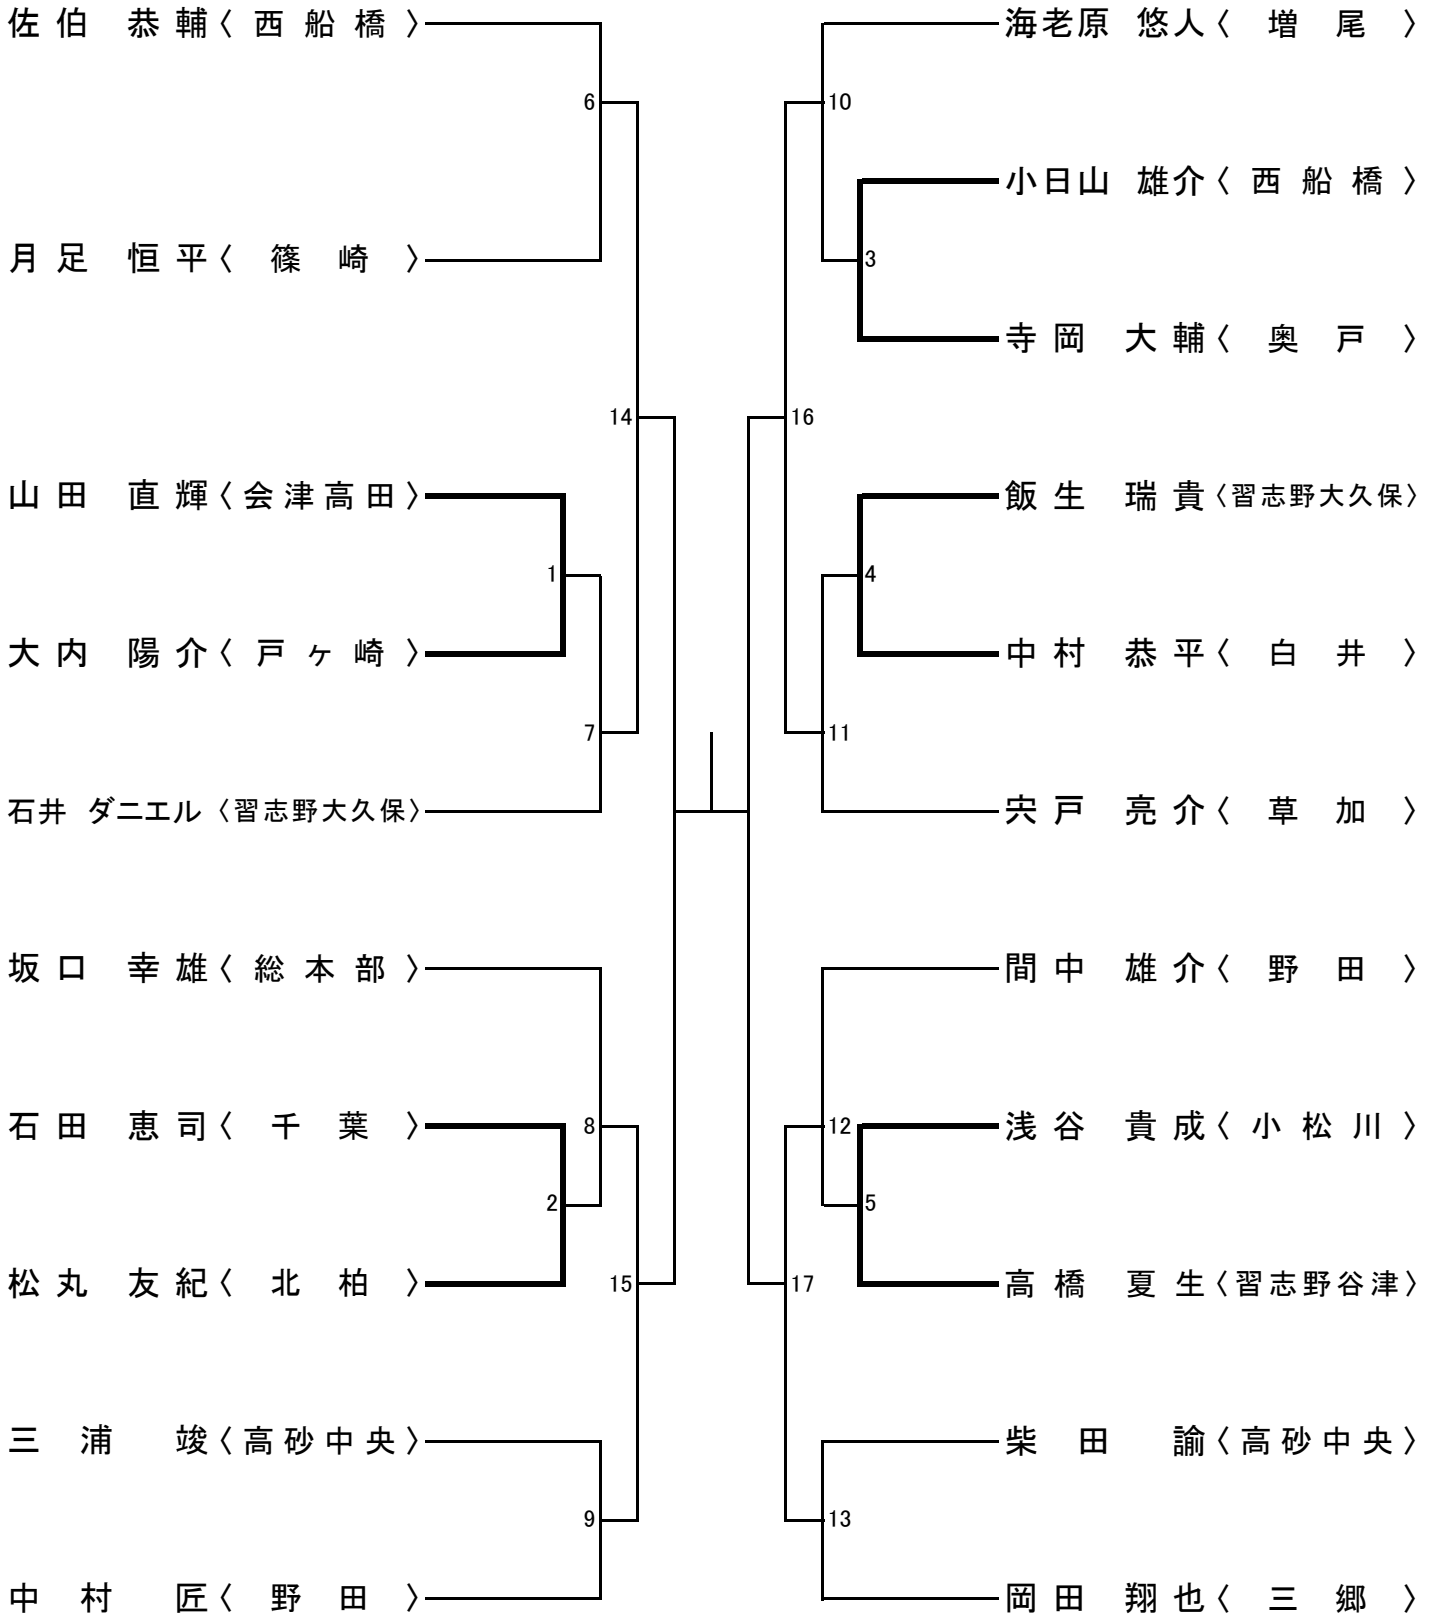 佐伯 恭輔〈 西船橋 〉
6
月足 恒平〈 篠崎 〉
14
山田 直輝〈会津高田〉
1
大内 陽介〈 戸ヶ崎 〉
7
石井 ダニエル〈習志野大久保〉
坂口 幸雄〈 総本部 〉
8
石田 恵司〈 千葉 〉
2
松丸 友紀〈 北柏 〉
15
三浦 竣〈高砂中央〉
9
中村 匠〈 野田 〉
海老原 悠人〈 増尾 〉
10
小日山 雄介〈 西船橋 〉
3
寺岡 大輔〈 奥戸 〉
16
飯生 瑞貴〈習志野大久保〉
4
中村 恭平〈 白井 〉
11
宍戸 亮介〈 草加 〉
間中 雄介〈 野田 〉
12
浅谷 貴成〈 小松川 〉
5
高橋 夏生〈習志野谷津〉
17
柴田 諭〈高砂中央〉
13
岡田 翔也〈 三郷 〉